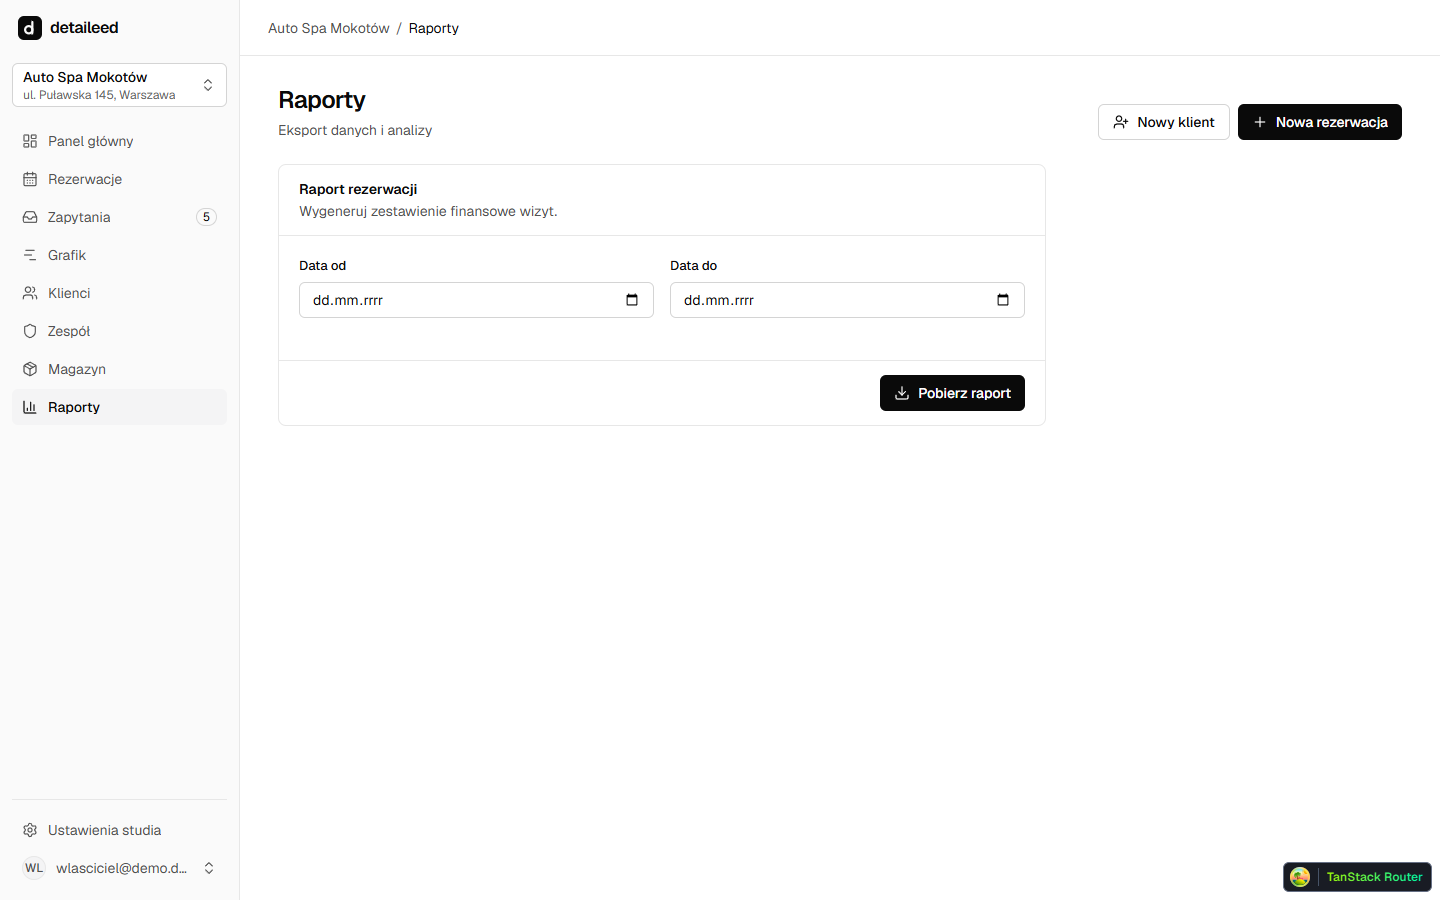 detaileed
Auto Spa Mokotów
ul. Puławska 145, Warszawa
Panel główny
Rezerwacje
Zapytania 5
Grafik
Klienci
Zespół
Magazyn
Raporty
Ustawienia studia
WL wlasciciel@demo.d...
Auto Spa Mokotów / Raporty
Raporty
Eksport danych i analizy
Nowy klient
Nowa rezerwacja
Raport rezerwacji
Wygeneruj zestawienie finansowe wizyt.
Data od Data do
dd.mm.rrrr dd.mm.rrrr
Pobierz raport
TanStack Router